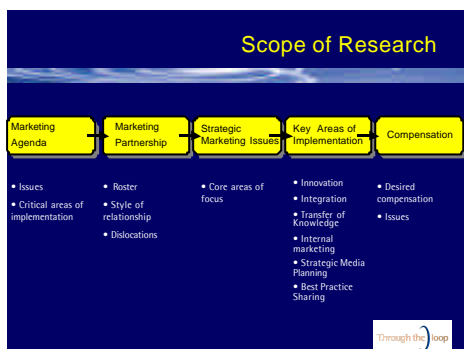 Scope of Research
Marketing
Agenda
Marketing
Partnership
Strategic
Marketing Issues
Key Areas of
Implementation
Compensation
• Issues
• Critical areas of
implementation
• Roster
• Style of
relationship
• Dislocations
• Core areas of
focus
• Innovation
• Integration
• Transfer of
Knowledge
• Internal
marketing
• Strategic Media
Planning
• Best Practice
Sharing
• Desired
compensation
• Issues
Through the loop